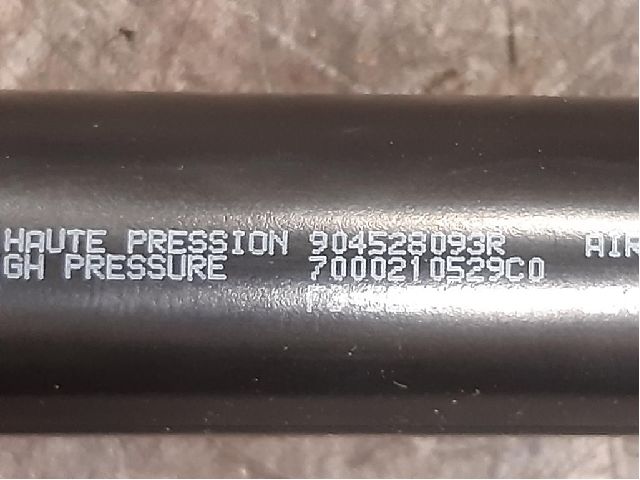 HAUTE PRESSION 904528093R AIR
GH PRESSURE 7000210529C0